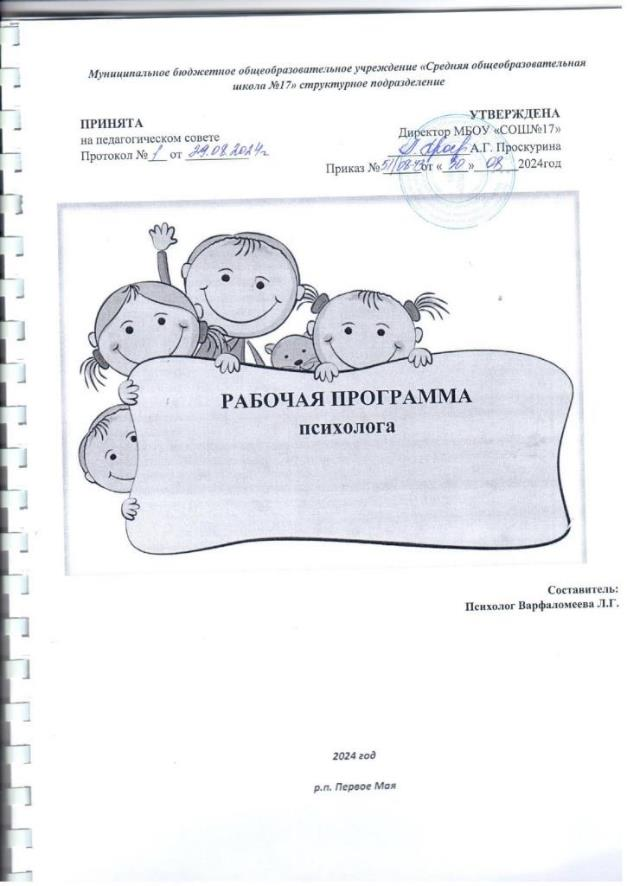 Муниципальное бюджетное общеобразовательное учреждение «Средняя общеобразовательная
школа №17» структурное подразделение
ПРИНЯТА
на педагогическом совете
Протокол № 1 от 29.08.2024г
УТВЕРЖДЕНА
Директор МБОУ «СОШ№17»
А.Г. Проскурина
Приказ № от « 30 » 08 2024год
РАБОЧАЯ ПРОГРАММА
психолога
Составитель:
Психолог Варфаломеева Л.Г.
2024 год
р.п. Первое Мая